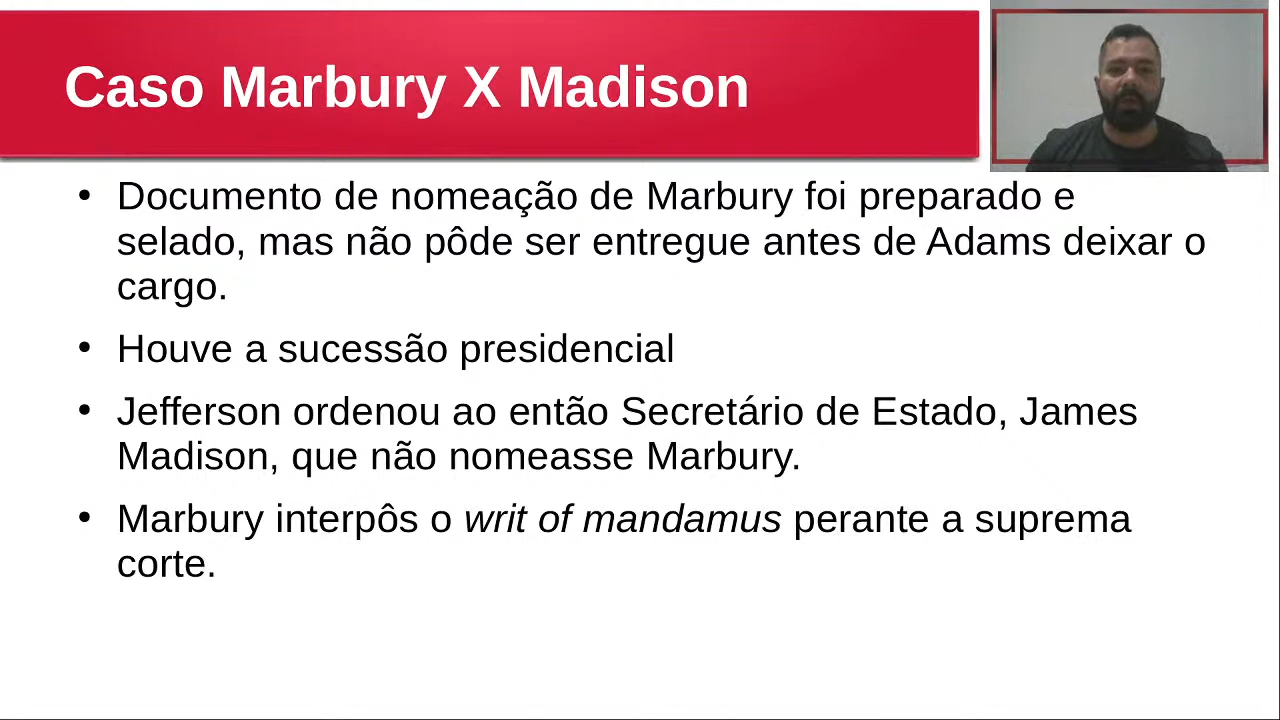 Caso Marbury X Madison
• Documento de nomeação de Marbury foi preparado e
selado, mas não pôde ser entregue antes de Adams deixar o
cargo.
• Houve a sucessão presidencial
• Jefferson ordenou ao então Secretário de Estado, James
Madison, que não nomeasse Marbury.
• Marbury interpôs o writ of mandamus perante a suprema
corte.